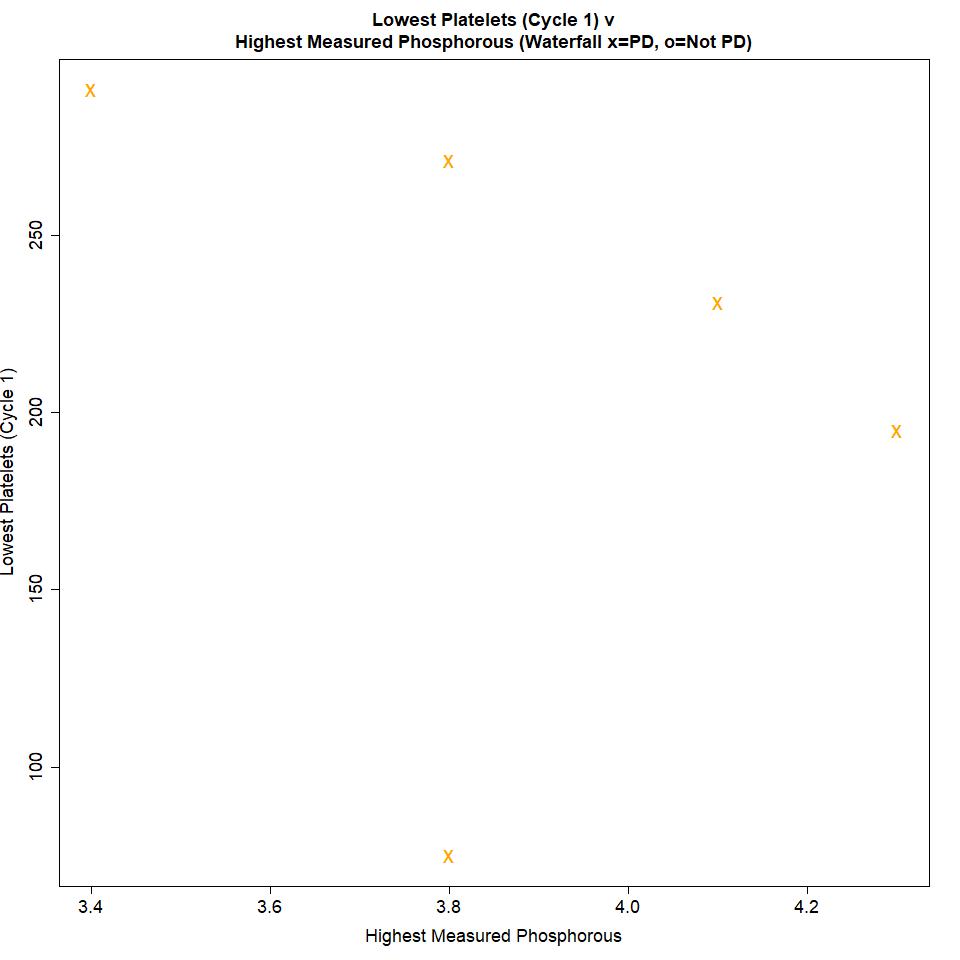 Lowest Platelets (Cycle 1) v
Highest Measured Phosphorous (Waterfall x=PD, o=Not PD)
X
X
250
X
Lowest Platelets (Cycle 1)
200
X
150
100
X
3.4 3.6 3.8 4.0 4.2
Highest Measured Phosphorous